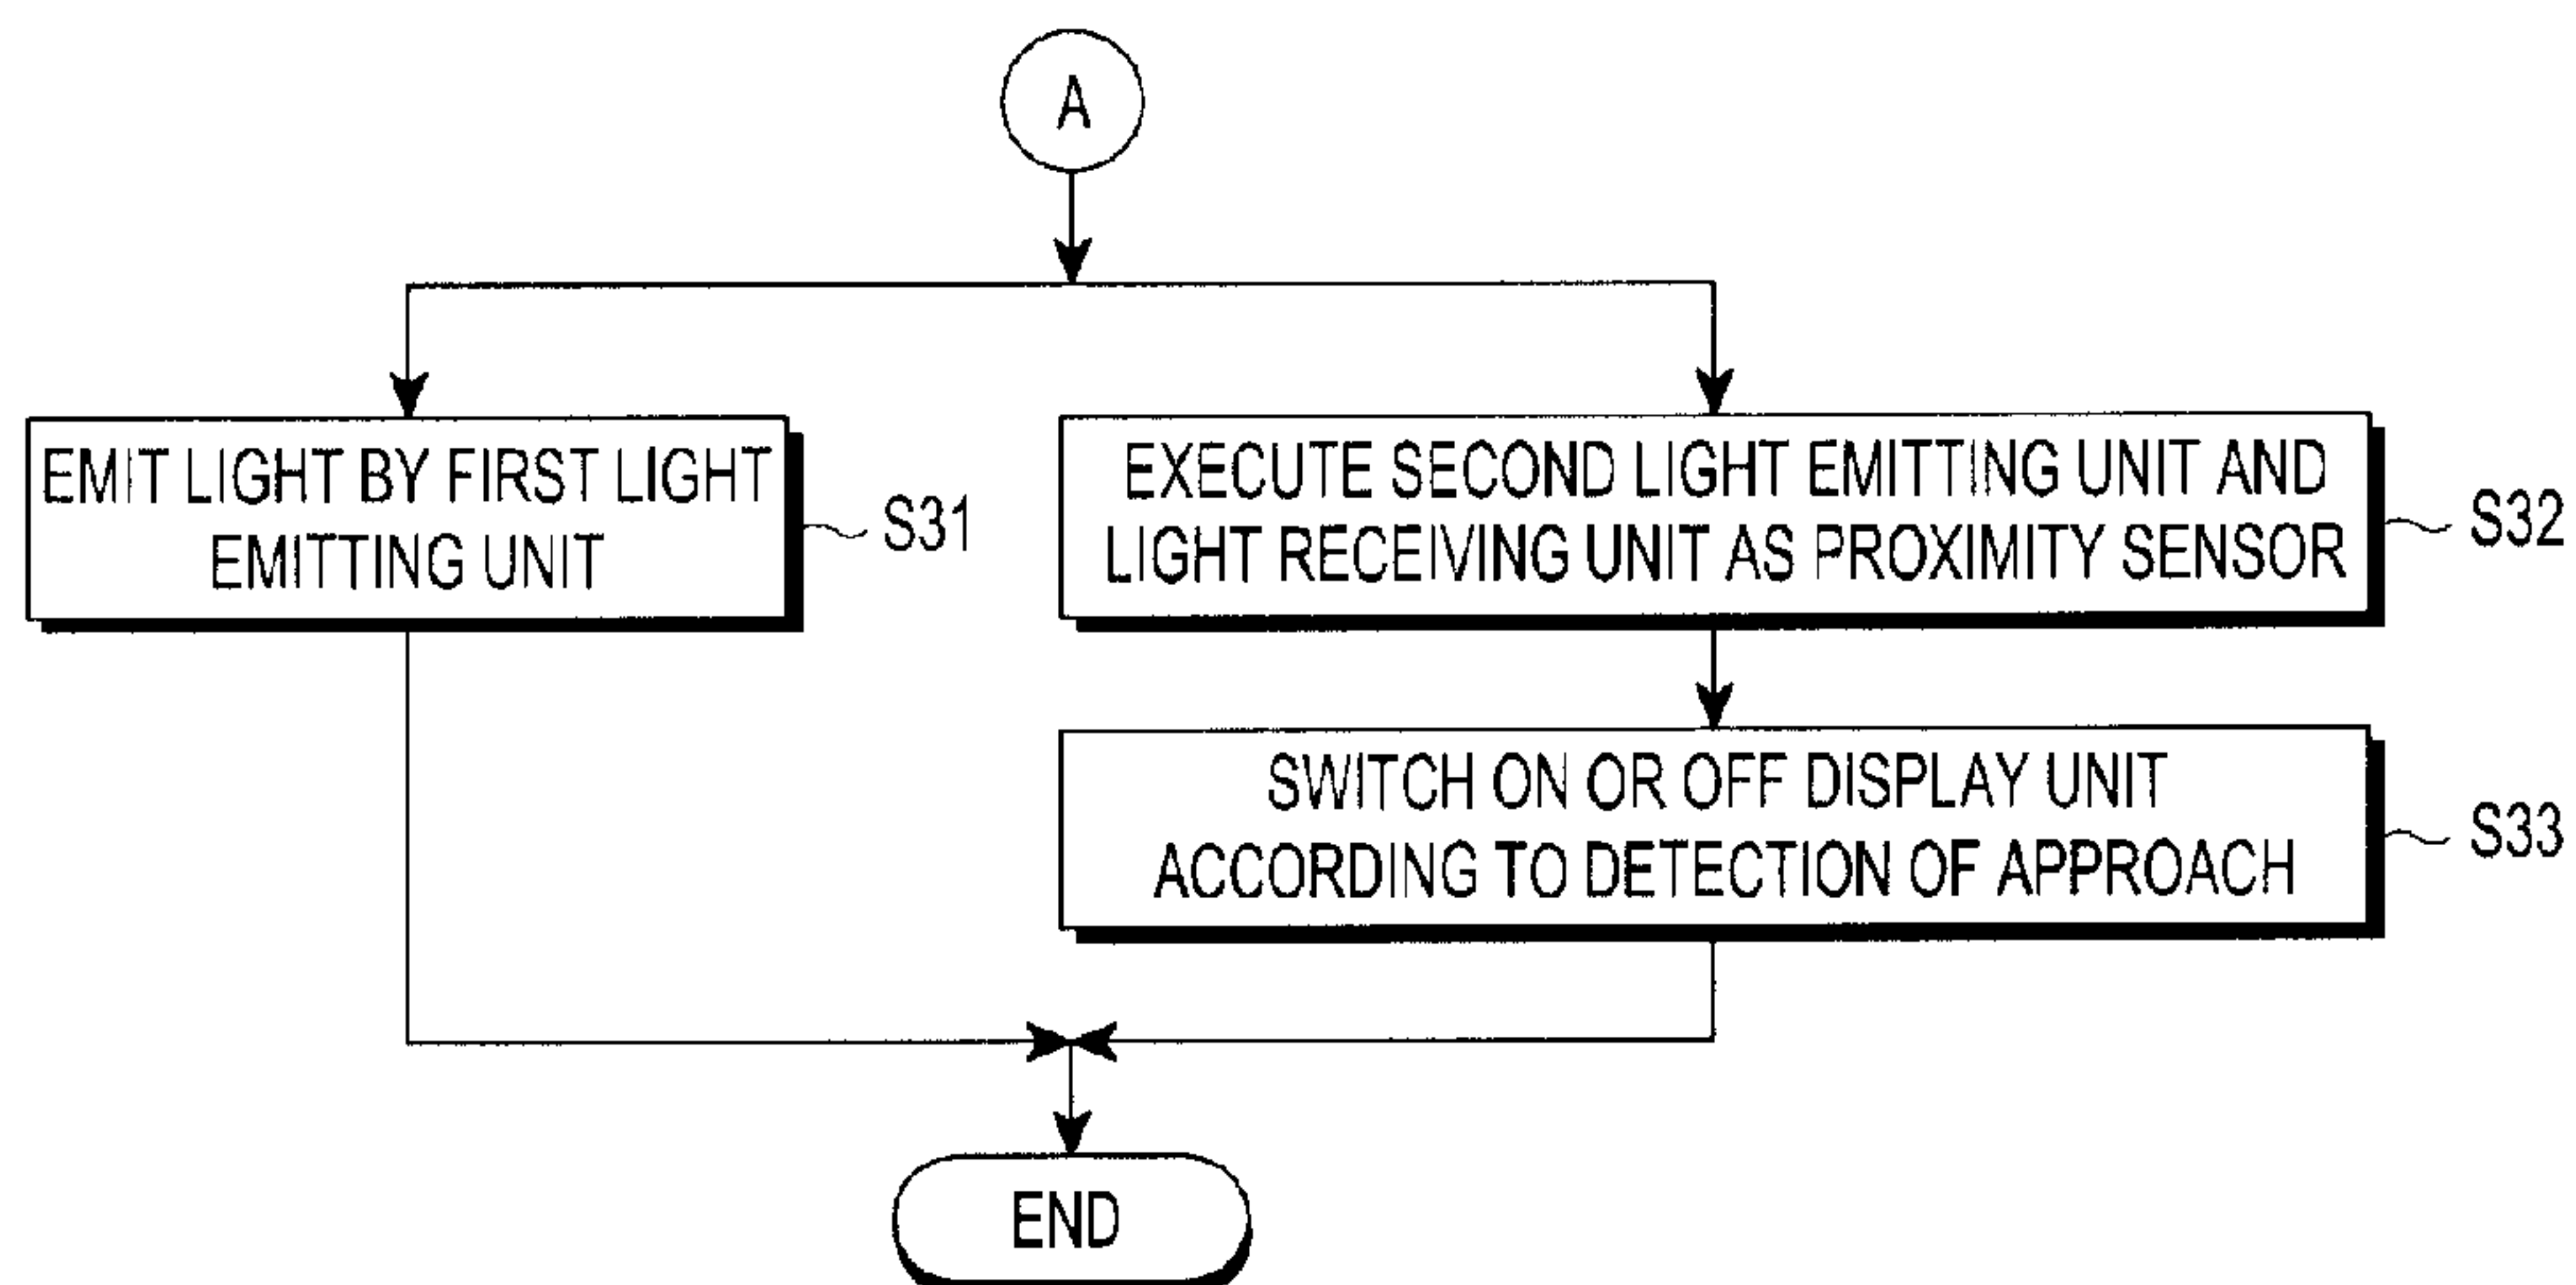 A
EMIT LIGHT BY FIRST LIGHT
EMITTING UNIT
S31
EXECUTE SECOND LIGHT EMITTING UNIT AND
LIGHT RECEIVING UNIT AS PROXIMITY SENSOR
S32
SWITCH ON OR OFF DISPLAY UNIT
ACCORDING TO DETECTION OF APPROACH
S33
END